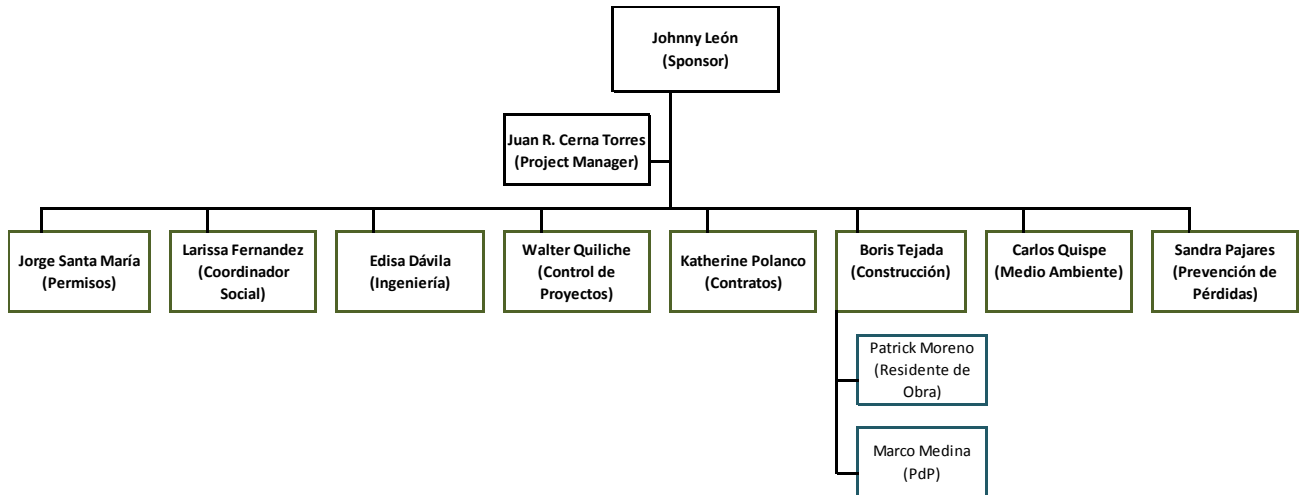 Johnny León
(Sponsor)
Juan R. Cerna Torres
(Project Manager)
Jorge Santa María
(Permisos)
Larissa Fernandez
(Coordinador
Social)
Edisa Dávila
(Ingeniería)
Walter Quiliche
(Control de
Proyectos)
Katherine Polanco
(Contratos)
Boris Tejada
(Construcción)
Carlos Quispe
(Medio Ambiente)
Sandra Pajares
(Prevención de
Pérdidas)
Patrick Moreno
(Residente de
Obra)
Marco Medina
(PdP)